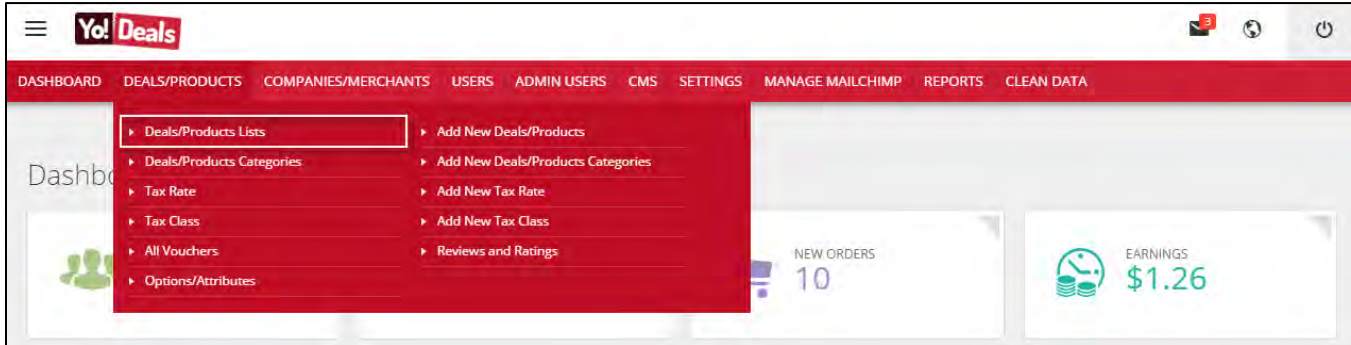 Yo! Deals
3
DASHBOARD DEALS/PRODUCTS COMPANIES/MERCHANTS USERS ADMIN USERS CMS SETTINGS MANAGE MAILCHIMP REPORTS CLEAN DATA
Deals/Products Lists
Deals/Products Categories
Tax Rate
Tax Class
All Vouchers
Options/Attributes
Add New Deals/Products
Add New Deals/Products Categories
Add New Tax Rate
Add New Tax Class
Reviews and Ratings
Dashbo
NEW ORDERS
10
EARNINGS
$1.26